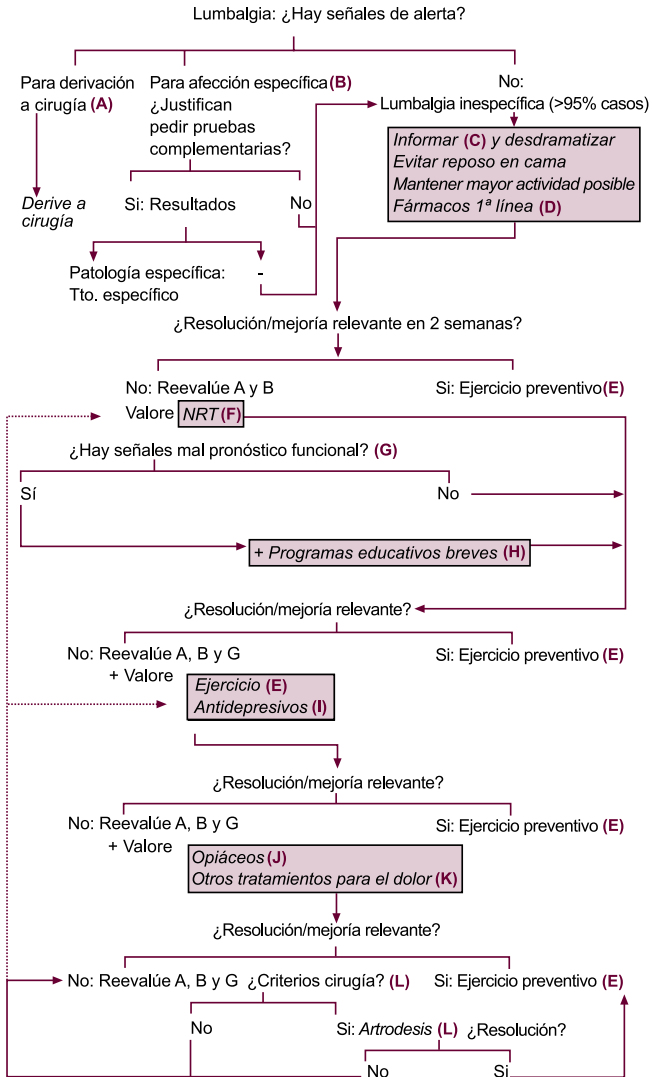 Lumbalgia: ¿Hay señales de alerta?
Para derivación
a cirugía (A)
Para afección específica (B)
¿Justifican
pedir pruebas
complementarias?
No:
Lumbalgia inespecífica (>95% casos)
Informar (C) y desdramatizar
Evitar reposo en cama
Mantener mayor actividad posible
Fármacos 1ª línea (D)
Derive a
cirugía
Si: Resultados
No
Patología específica:
Tto. específico
-
¿Resolución/mejoría relevante en 2 semanas?
No: Reevalúe A y B
Valore NRT (F)
Si: Ejercicio preventivo (E)
¿Hay señales mal pronóstico funcional? (G)
Sí
No
+ Programas educativos breves (H)
¿Resolución/mejoría relevante?
No: Reevalúe A, B y G
+ Valore
Si: Ejercicio preventivo (E)
Ejercicio (E)
Antidepresivos (I)
¿Resolución/mejoría relevante?
No: Reevalúe A, B y G
+ Valore
Si: Ejercicio preventivo (E)
Opiáceos (J)
Otros tratamientos para el dolor (K)
¿Resolución/mejoría relevante?
No: Reevalúe A, B y G ¿Criterios cirugía? (L)
Si: Ejercicio preventivo (E)
No
Si: Artrodesis (L) ¿Resolución?
No
Si